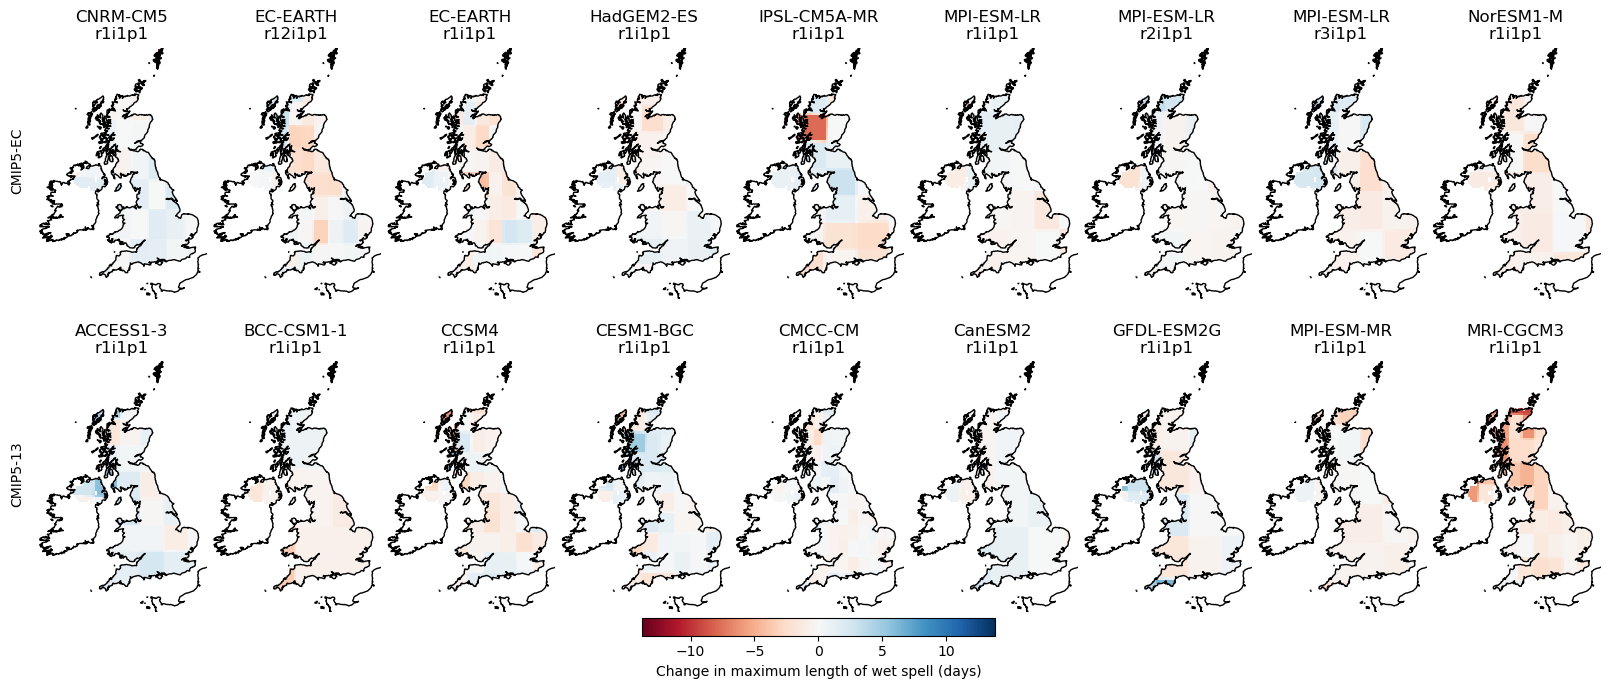 CNRM-CM5
r1i1p1
EC-EARTH
r12i1p1
EC-EARTH
r1i1p1
HadGEM2-ES
r1i1p1
IPSL-CM5A-MR
r1i1p1
MPI-ESM-LR
r1i1p1
MPI-ESM-LR
r2i1p1
MPI-ESM-LR
r3i1p1
NorESM1-M
r1i1p1
CMIP5-EC
ACCESS1-3
r1i1p1
BCC-CSM1-1
r1i1p1
CCSM4
r1i1p1
CESM1-BGC
r1i1p1
CMCC-CM
r1i1p1
CanESM2
r1i1p1
GFDL-ESM2G
r1i1p1
MPI-ESM-MR
r1i1p1
MRI-CGCM3
r1i1p1
CMIP5-13
−10 −5 0 5 10
Change in maximum length of wet spell (days)